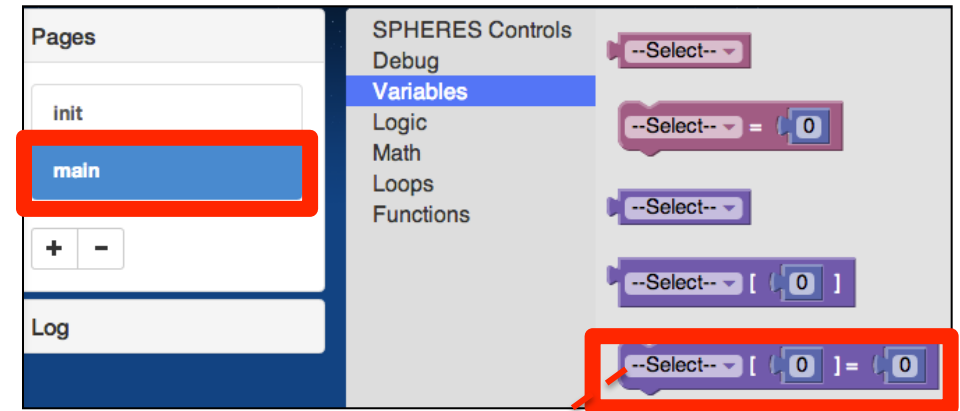 Pages
init
main
+ -
Log
SPHERES Controls
Debug
Variables
Logic
Math
Loops
Functions
--Select--
--Select-- = 0
--Select--
--Select-- [ 0 ]
--Select-- [ 0 ] = 0